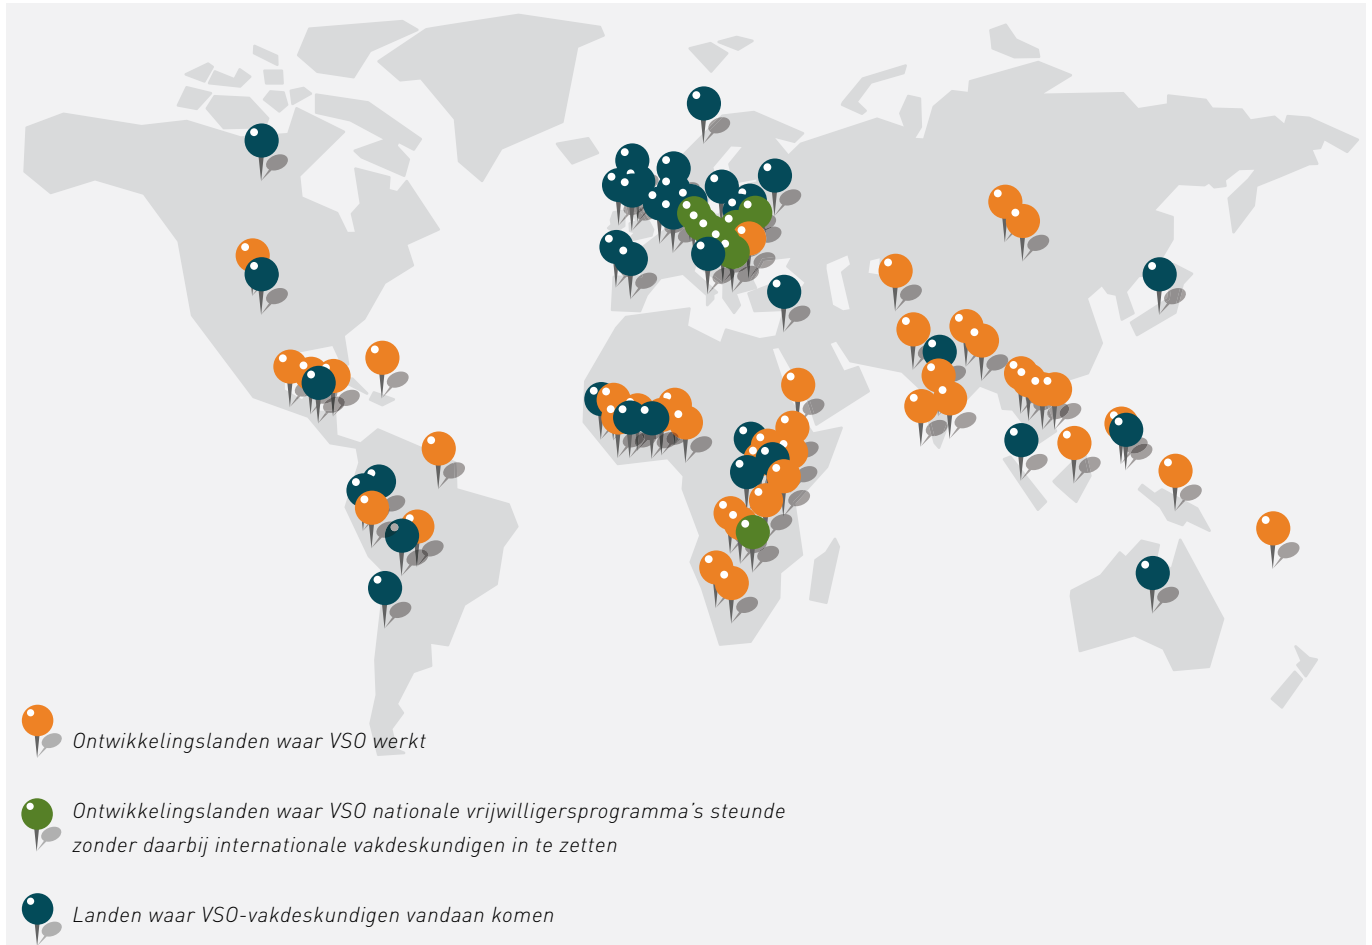 Ontwikkelingslanden waar VSO werkt
Ontwikkelingslanden waar VSO nationale vrijwilligersprogramma's steunde
zonder daarbij internationale vakdeskundigen in te zetten
Landen waar VSO-vakdeskundigen vandaan komen